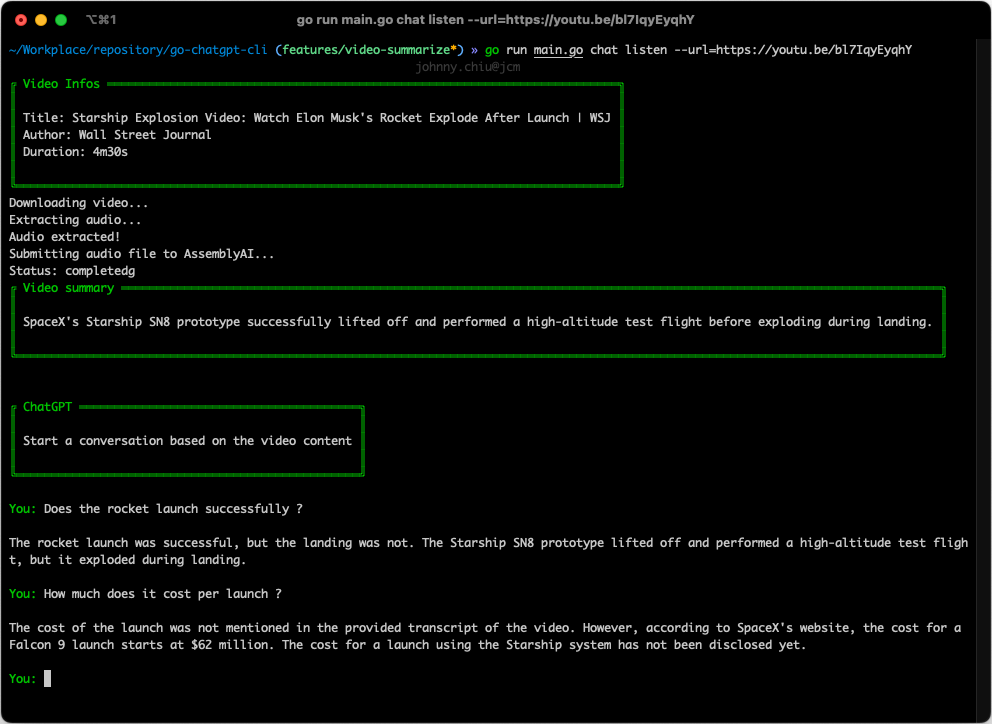 ⌥⌘1 go run main.go chat listen --url=https://youtu.be/bl7IqyEyqhY
~/Workplace/repository/go-chatgpt-cli (features/video-summarize*) » go run main.go chat listen --url=https://youtu.be/bl7IqyEyqhY
johnny.chiu@jcm
Video Infos
Title: Starship Explosion Video: Watch Elon Musk's Rocket Explode After Launch | WSJ
Author: Wall Street Journal
Duration: 4m30s
Downloading video...
Extracting audio...
Audio extracted!
Submitting audio file to AssemblyAI...
Status: completedg
Video summary
SpaceX's Starship SN8 prototype successfully lifted off and performed a high-altitude test flight before exploding during landing.
ChatGPT
Start a conversation based on the video content
You: Does the rocket launch successfully ?
The rocket launch was successful, but the landing was not. The Starship SN8 prototype lifted off and performed a high-altitude test fligh
t, but it exploded during landing.
You: How much does it cost per launch ?
The cost of the launch was not mentioned in the provided transcript of the video. However, according to SpaceX's website, the cost for a
Falcon 9 launch starts at $62 million. The cost for a launch using the Starship system has not been disclosed yet.
You: